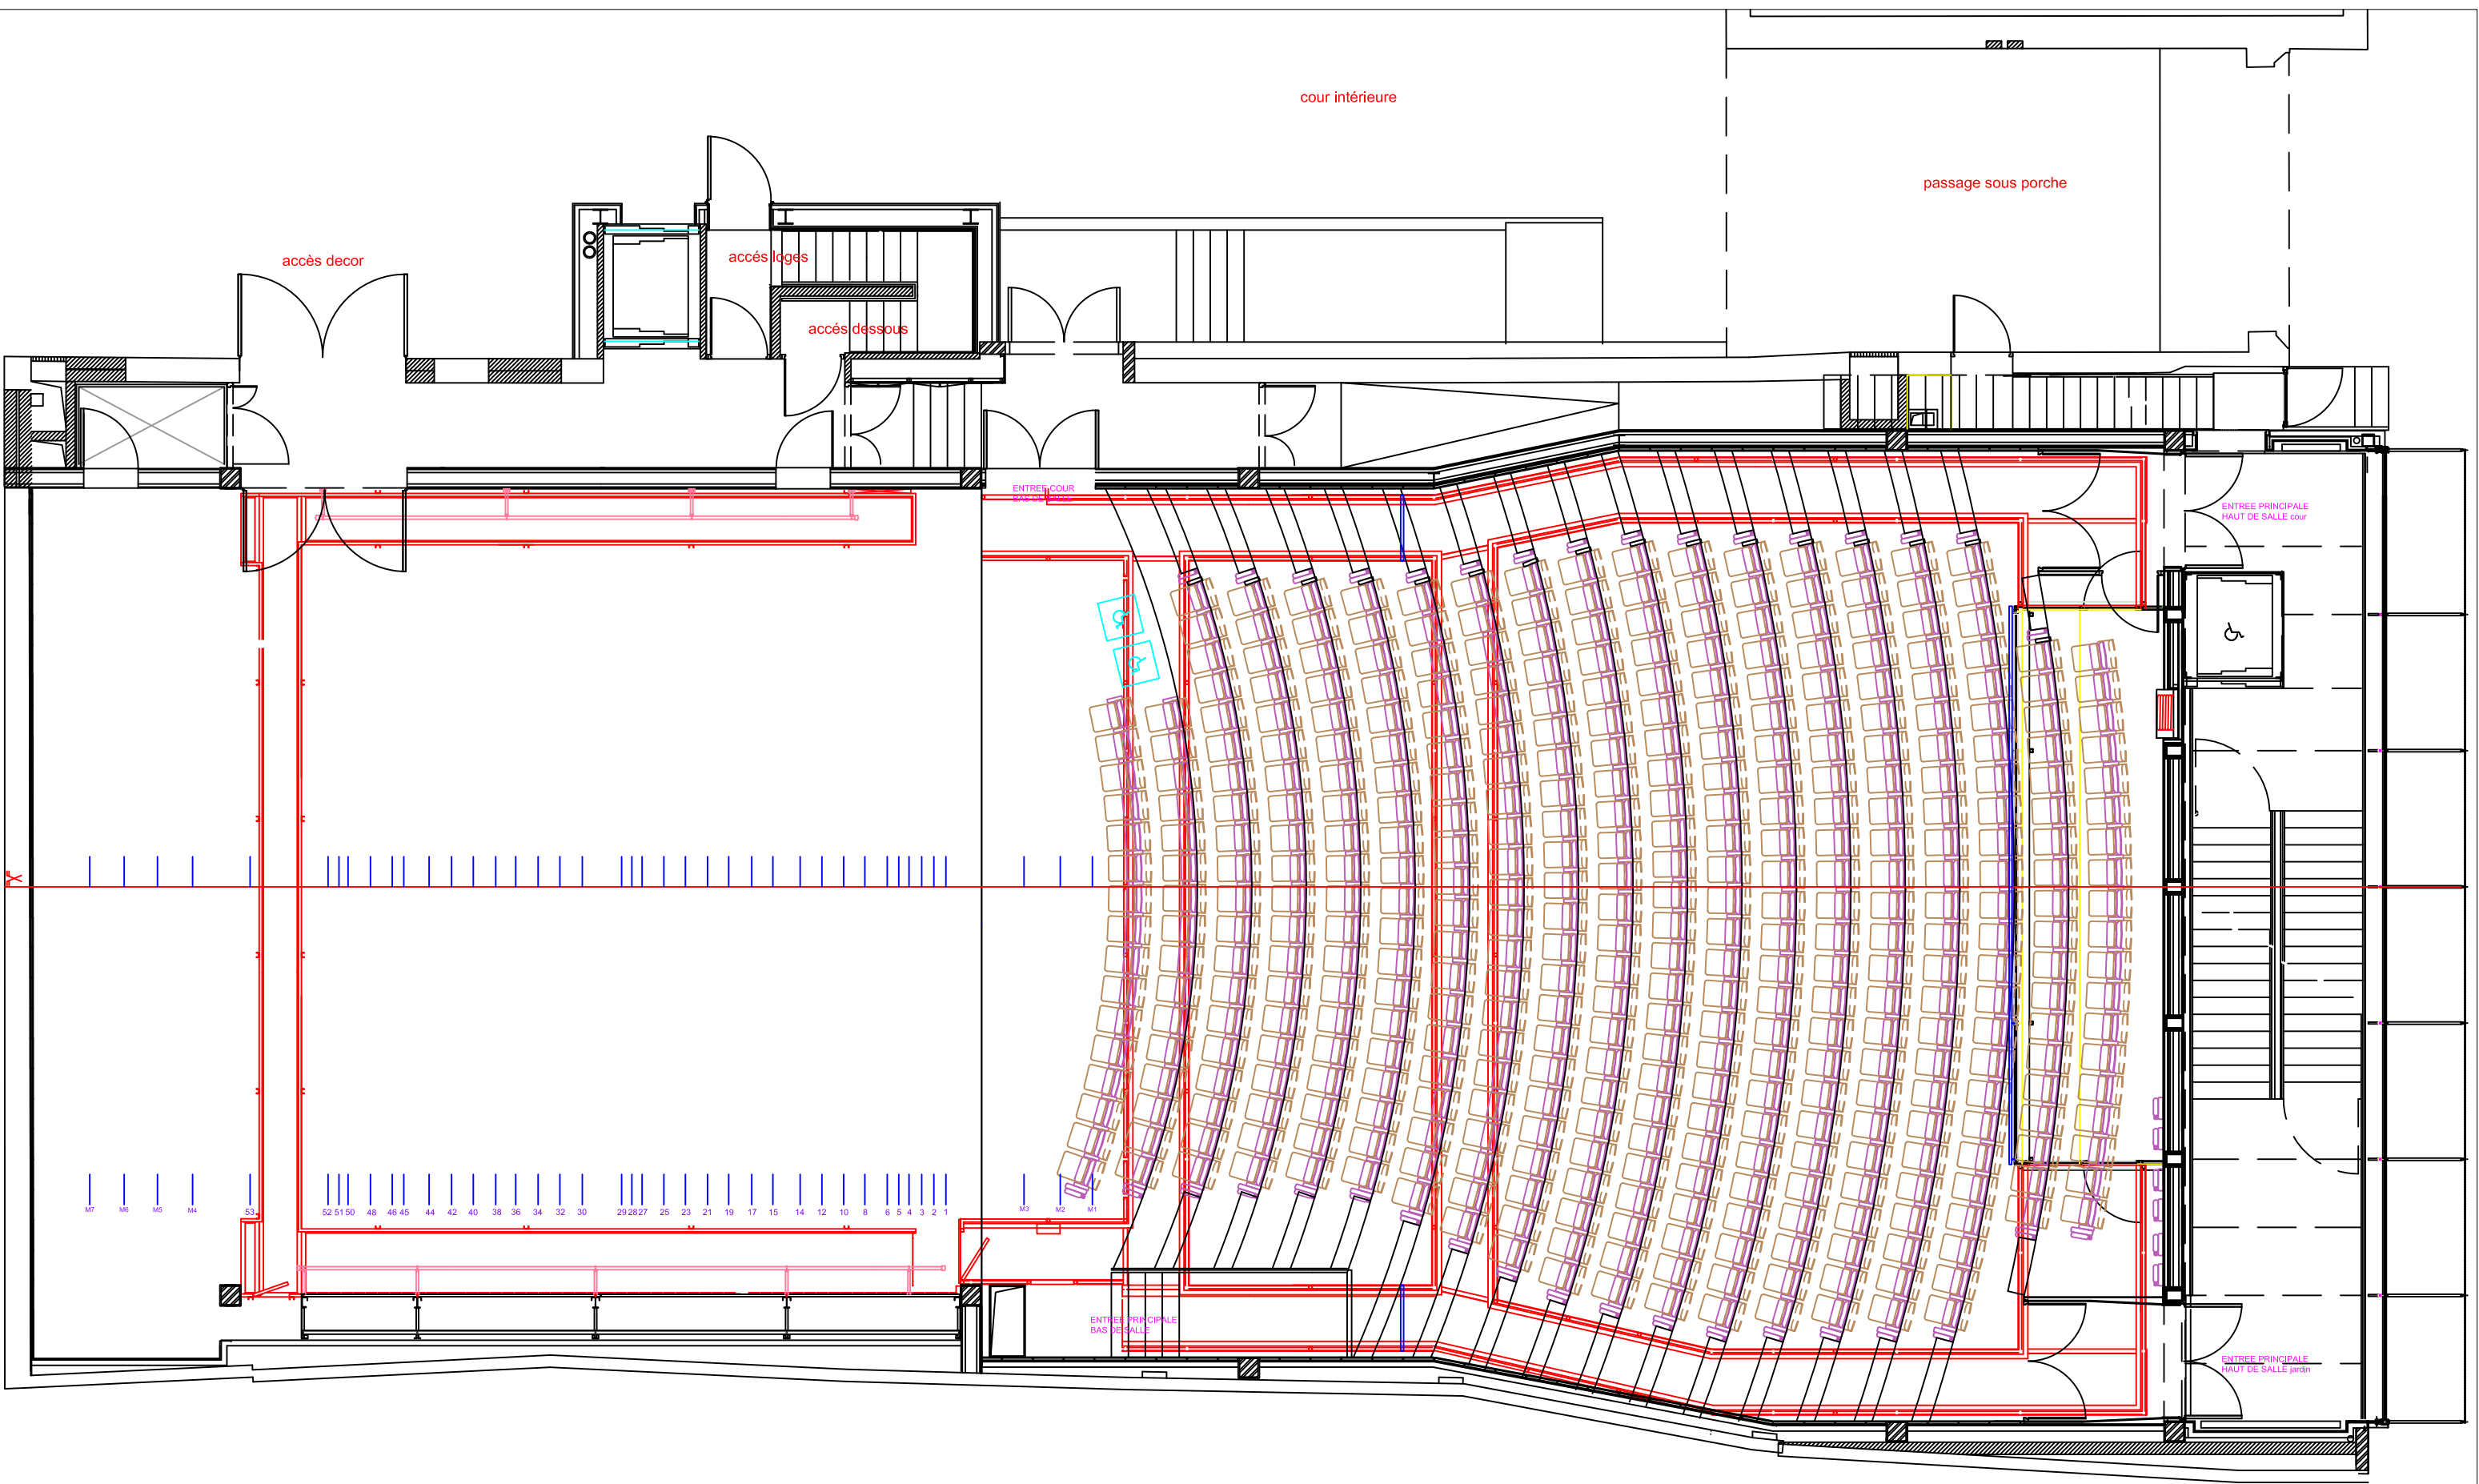 cour intérieure
passage sous porche
accès decor
accés loges
accés dessous
ENTREE COUR
BAS DE SALLE
ENTREE PRINCIPALE
HAUT DE SALLE cour
M7 M6 M5 M4 53 52 51 50 48 46 45 44 42 40 38 36 34 32 30 29 28 27 25 23 21 19 17 15 14 12 10 8 6 5 4 3 2 1 M3 M2 M1
ENTREE PRINCIPALE
BAS DE SALLE
ENTREE PRINCIPALE
HAUT DE SALLE jardin